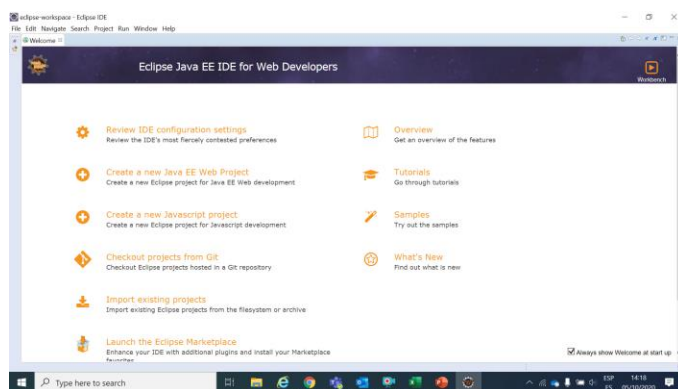 eclipse-workspace - Eclipse IDE
File Edit Navigate Search Project Run Window Help
Welcome
Eclipse Java EE IDE for Web Developers
Workbench
Review IDE configuration settings
Review the IDE's most fiercely contested preferences
Overview
Get an overview of the features
Create a new Java EE Web Project
Create a new Eclipse project for Java EE Web development
Tutorials
Go through tutorials
Create a new Javascript project
Create a new Eclipse project for Javascript development
Samples
Try out the samples
Checkout projects from Git
Checkout Eclipse projects hosted in a Git repository
What's New
Find out what is new
Import existing projects
Import existing Eclipse projects from the filesystem or archive
Launch the Eclipse Marketplace
Enhance your IDE with additional plugins and install your Marketplace
favorites
Always show Welcome at start up
Type here to search
ESP 14:18
ES 05/10/2020